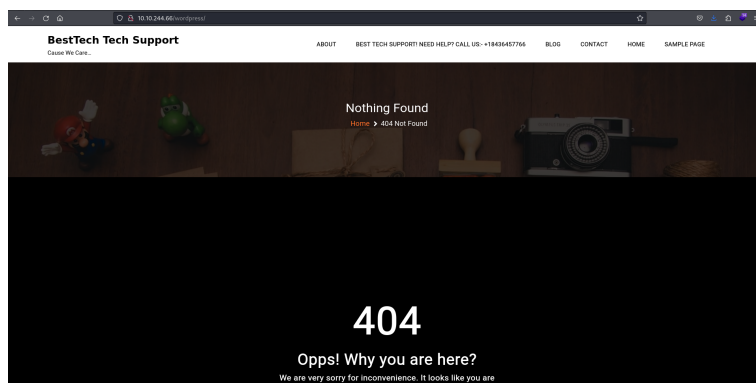 10.10.244.66/wordpress/
BestTech Tech Support
Cause We Care...
ABOUT BEST TECH SUPPORT! NEED HELP? CALL US:- +18436457766 BLOG CONTACT HOME SAMPLE PAGE
Nothing Found
Home > 404 Not Found
404
Opps! Why you are here?
We are very sorry for inconvenience. It looks like you are